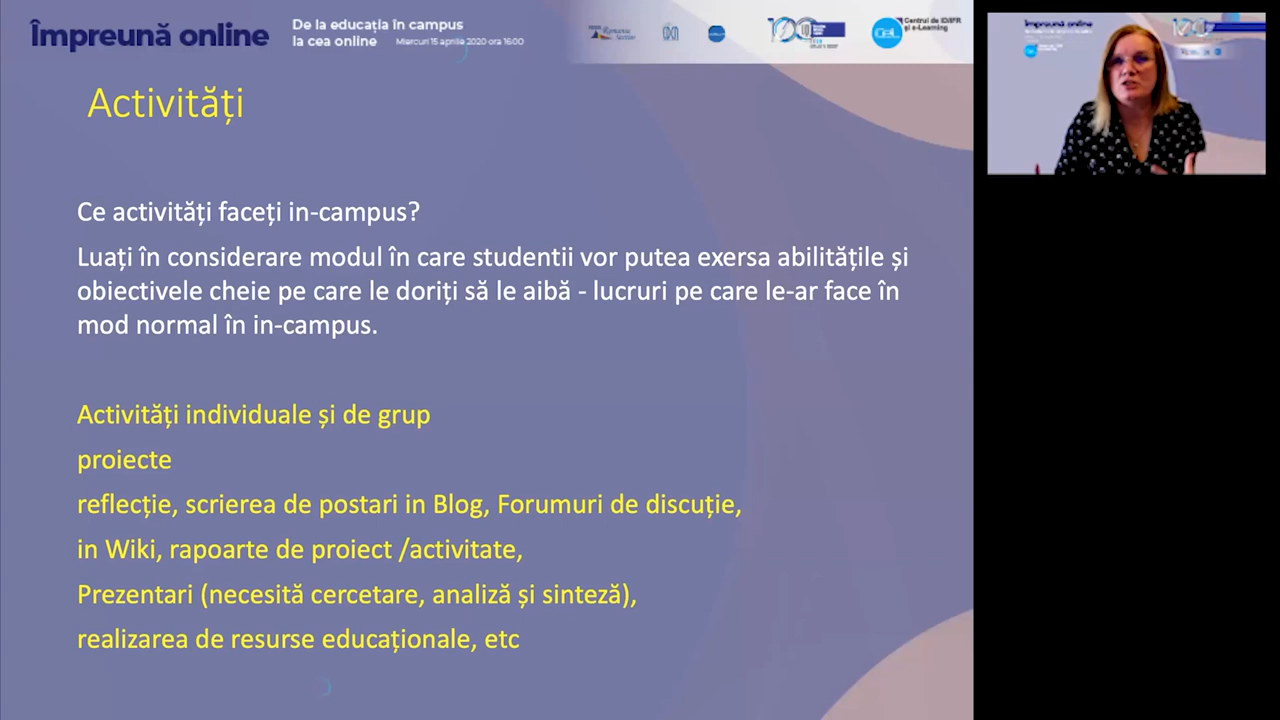 Împreună online
De la educația în campus
la cea online
Miercuri 15 aprilie 2020 ora 16:00
Centrul de ID/IFR
și e-Learning
Activități
Ce activități faceți in-campus?
Luați în considerare modul în care studentii vor putea exersa abilitățile și
obiectivele cheie pe care le doriți să le aibă - lucruri pe care le-ar face în
mod normal în in-campus.
Activități individuale și de grup
proiecte
reflecție, scrierea de postari in Blog, Forumuri de discuție,
in Wiki, rapoarte de proiect /activitate,
Prezentari (necesită cercetare, analiză și sinteză),
realizarea de resurse educaționale, etc
Împreună online